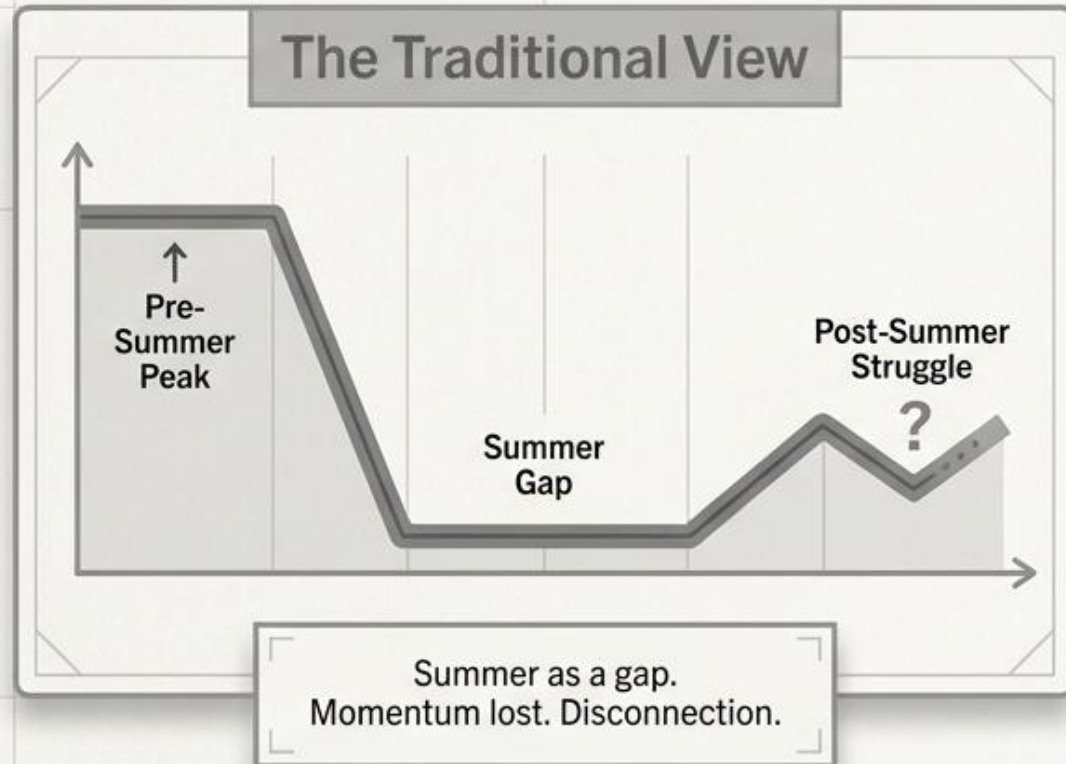 The Traditional View
Pre-
Summer
Peak
Summer
Gap
Post-Summer
Struggle
?
Summer as a gap.
Momentum lost. Disconnection.